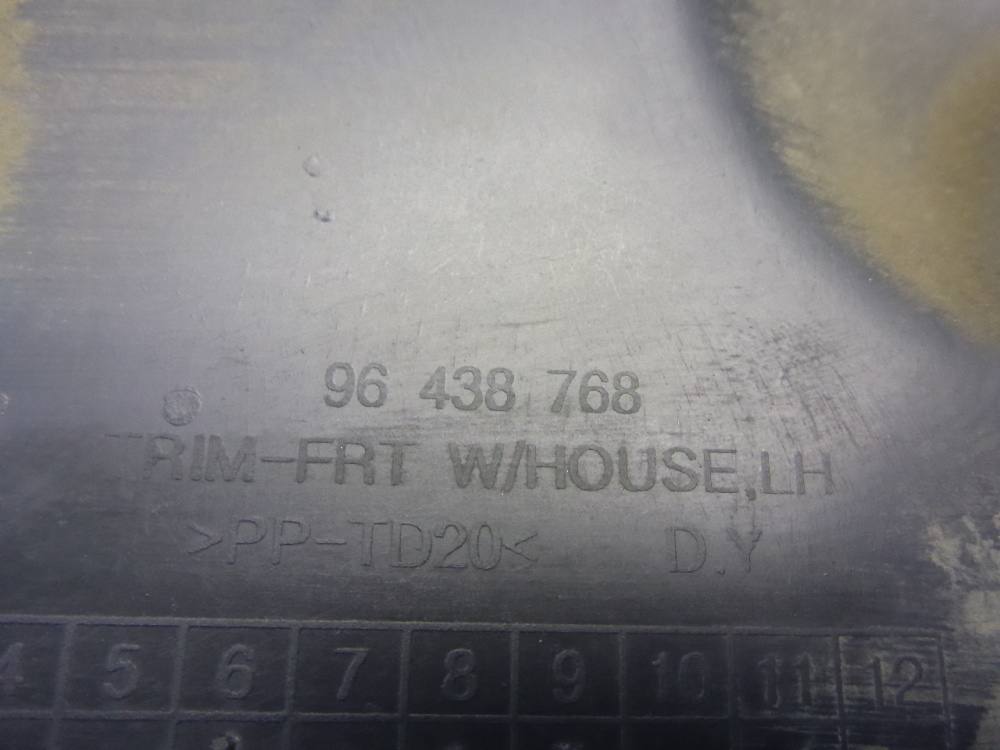 96 438 768
TRIM-FRT W/HOUSE,LH
>PP-TD20< D.Y
4 5 6 7 8 9 10 11 12